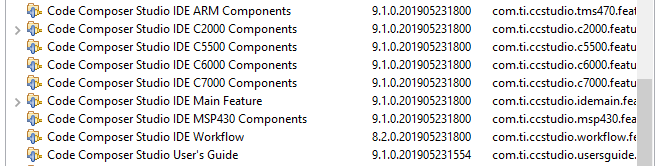 Code Composer Studio IDE ARM Components 9.1.0.201905231800 com.ti.ccstudio.tms470.feat
Code Composer Studio IDE C2000 Components 9.1.0.201905231800 com.ti.ccstudio.c2000.featu
Code Composer Studio IDE C5500 Components 9.1.0.201905231800 com.ti.ccstudio.c5500.featu
Code Composer Studio IDE C6000 Components 9.1.0.201905231800 com.ti.ccstudio.c6000.featu
Code Composer Studio IDE C7000 Components 9.1.0.201905231800 com.ti.ccstudio.c7000.featu
Code Composer Studio IDE Main Feature 9.1.0.201905231800 com.ti.ccstudio.idemain.fea
Code Composer Studio IDE MSP430 Components 9.1.0.201905231800 com.ti.ccstudio.msp430.fea
Code Composer Studio IDE Workflow 8.2.0.201905231800 com.ti.ccstudio.workflow.fe
Code Composer Studio User's Guide 9.1.0.201905231554 com.ti.ccstudio.usersguide.